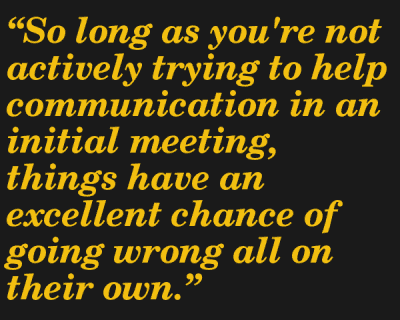 “So long as you're not
actively trying to help
communication in an
initial meeting,
things have an
excellent chance of
going wrong all on
their own.”